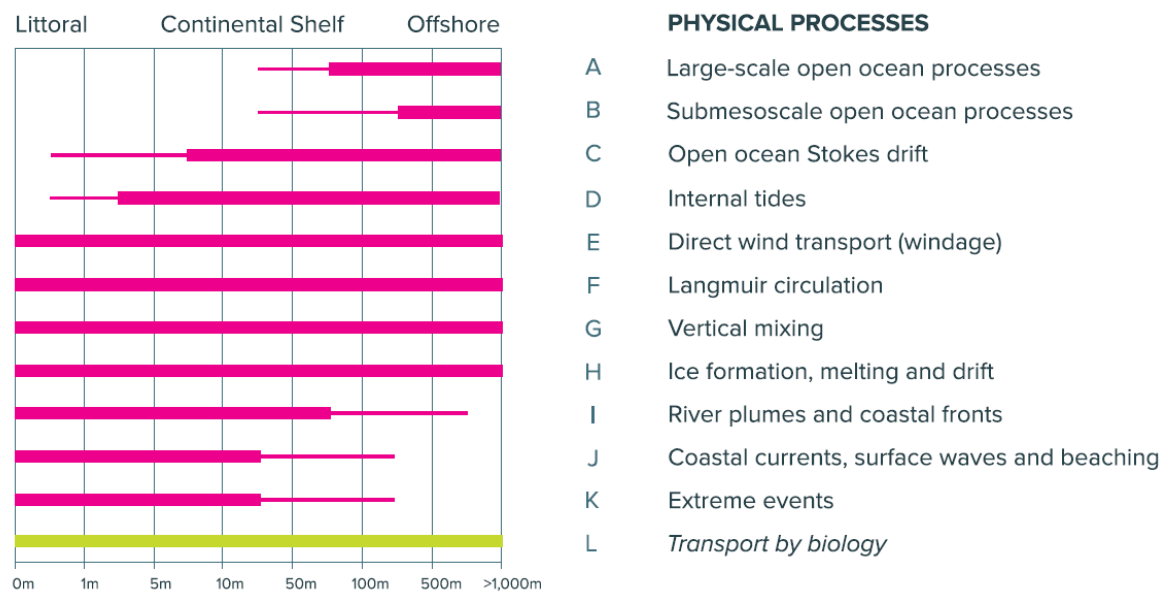 Littoral Continental Shelf Offshore PHYSICAL PROCESSES
A Large-scale open ocean processes
B Submesoscale open ocean processes
C Open ocean Stokes drift
D Internal tides
E Direct wind transport (windage)
F Langmuir circulation
G Vertical mixing
H Ice formation, melting and drift
I River plumes and coastal fronts
J Coastal currents, surface waves and beaching
K Extreme events
L Transport by biology
0m 1m 5m 10m 50m 100m 500m >1,000m